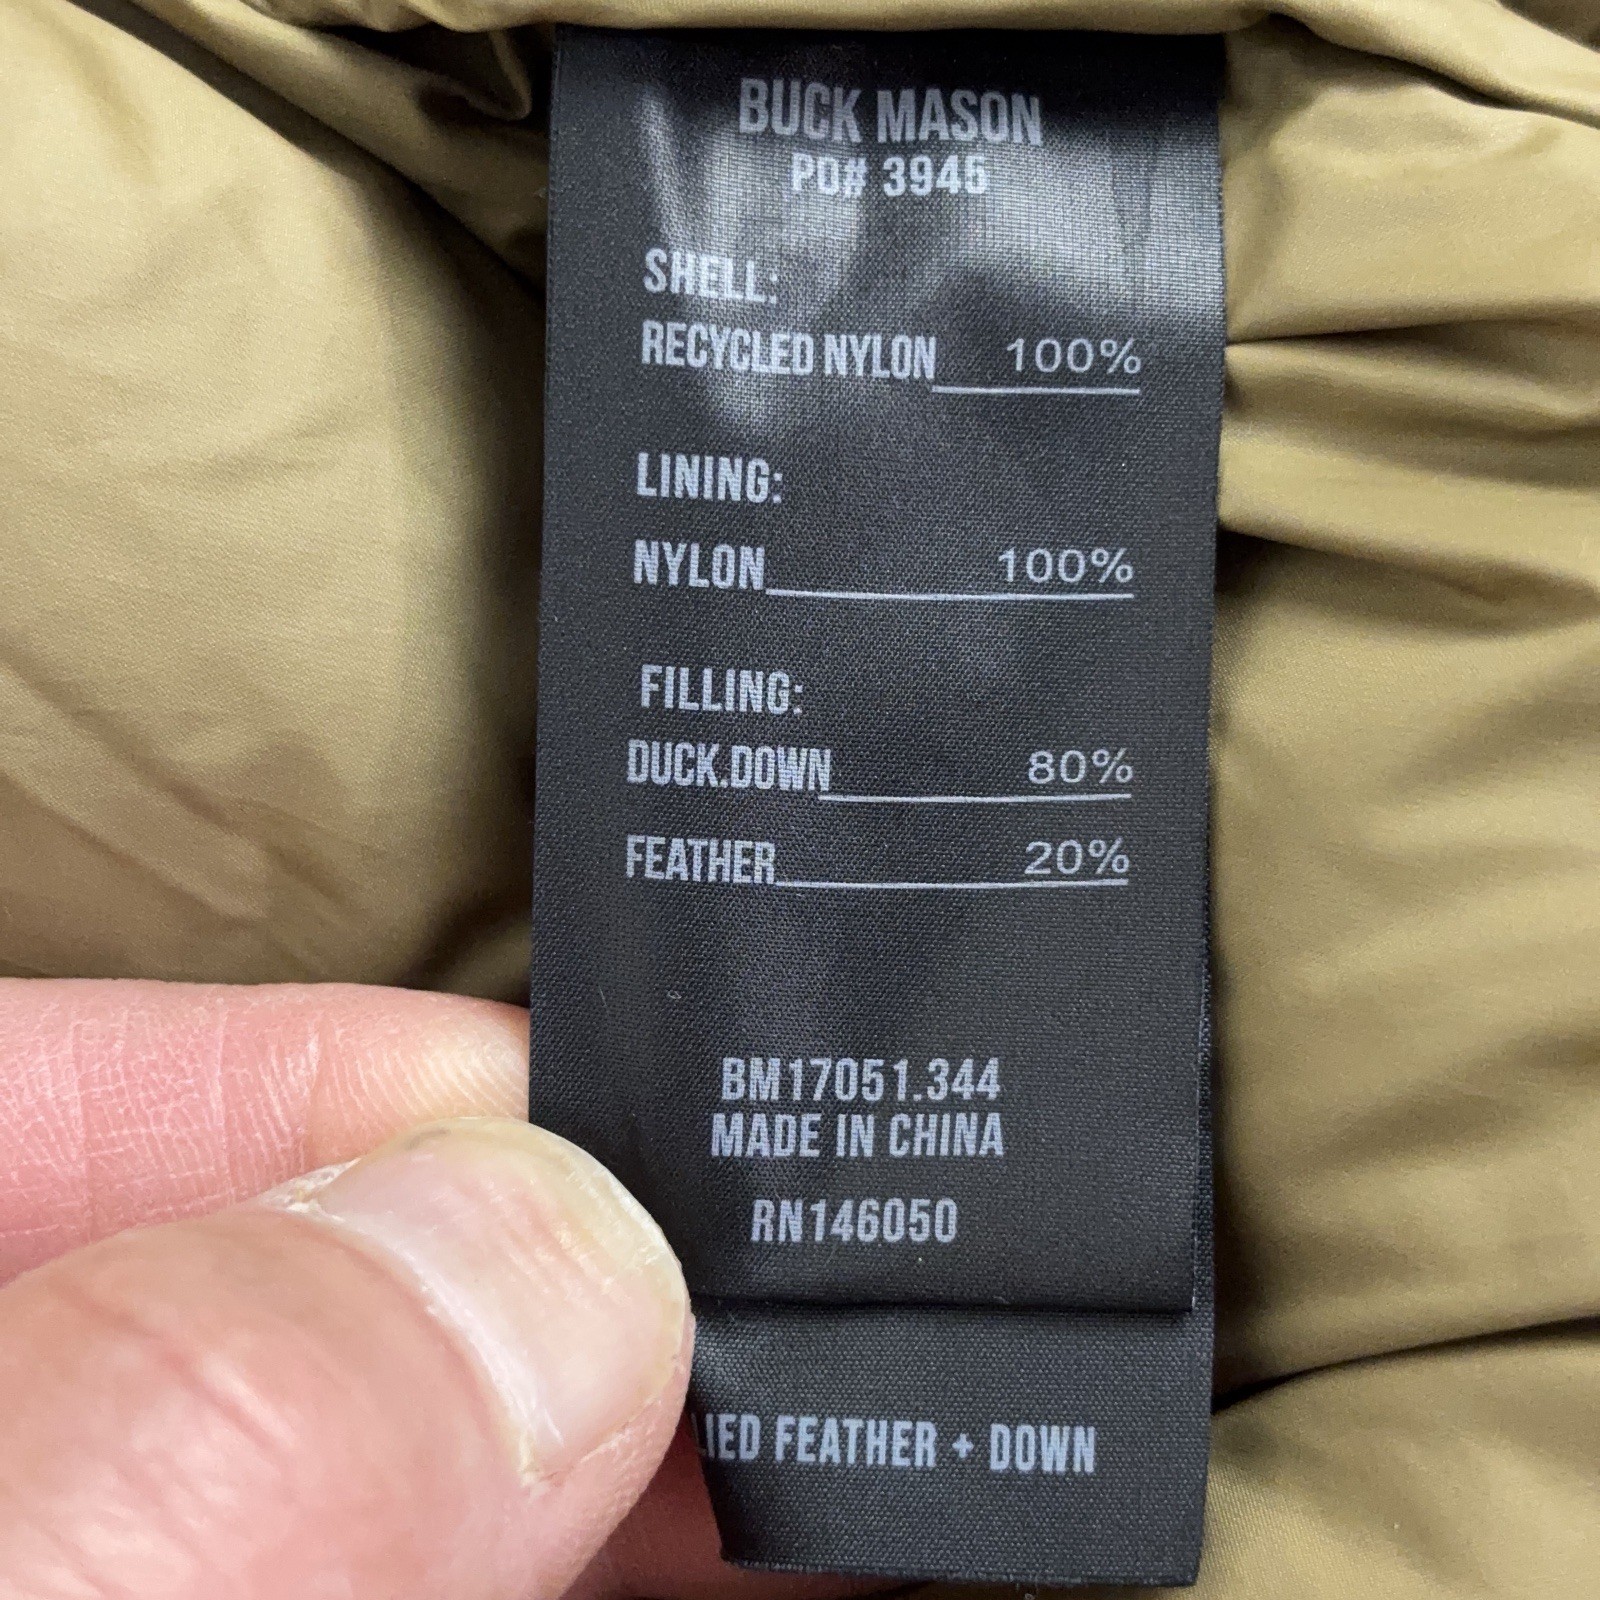 BUCK MASON
PO# 3945
SHELL:
RECYCLED NYLON 100%
LINING:
NYLON 100%
FILLING:
DUCK.DOWN 80%
FEATHER 20%
BM17051.344
MADE IN CHINA
RN146050
FEATHER + DOWN